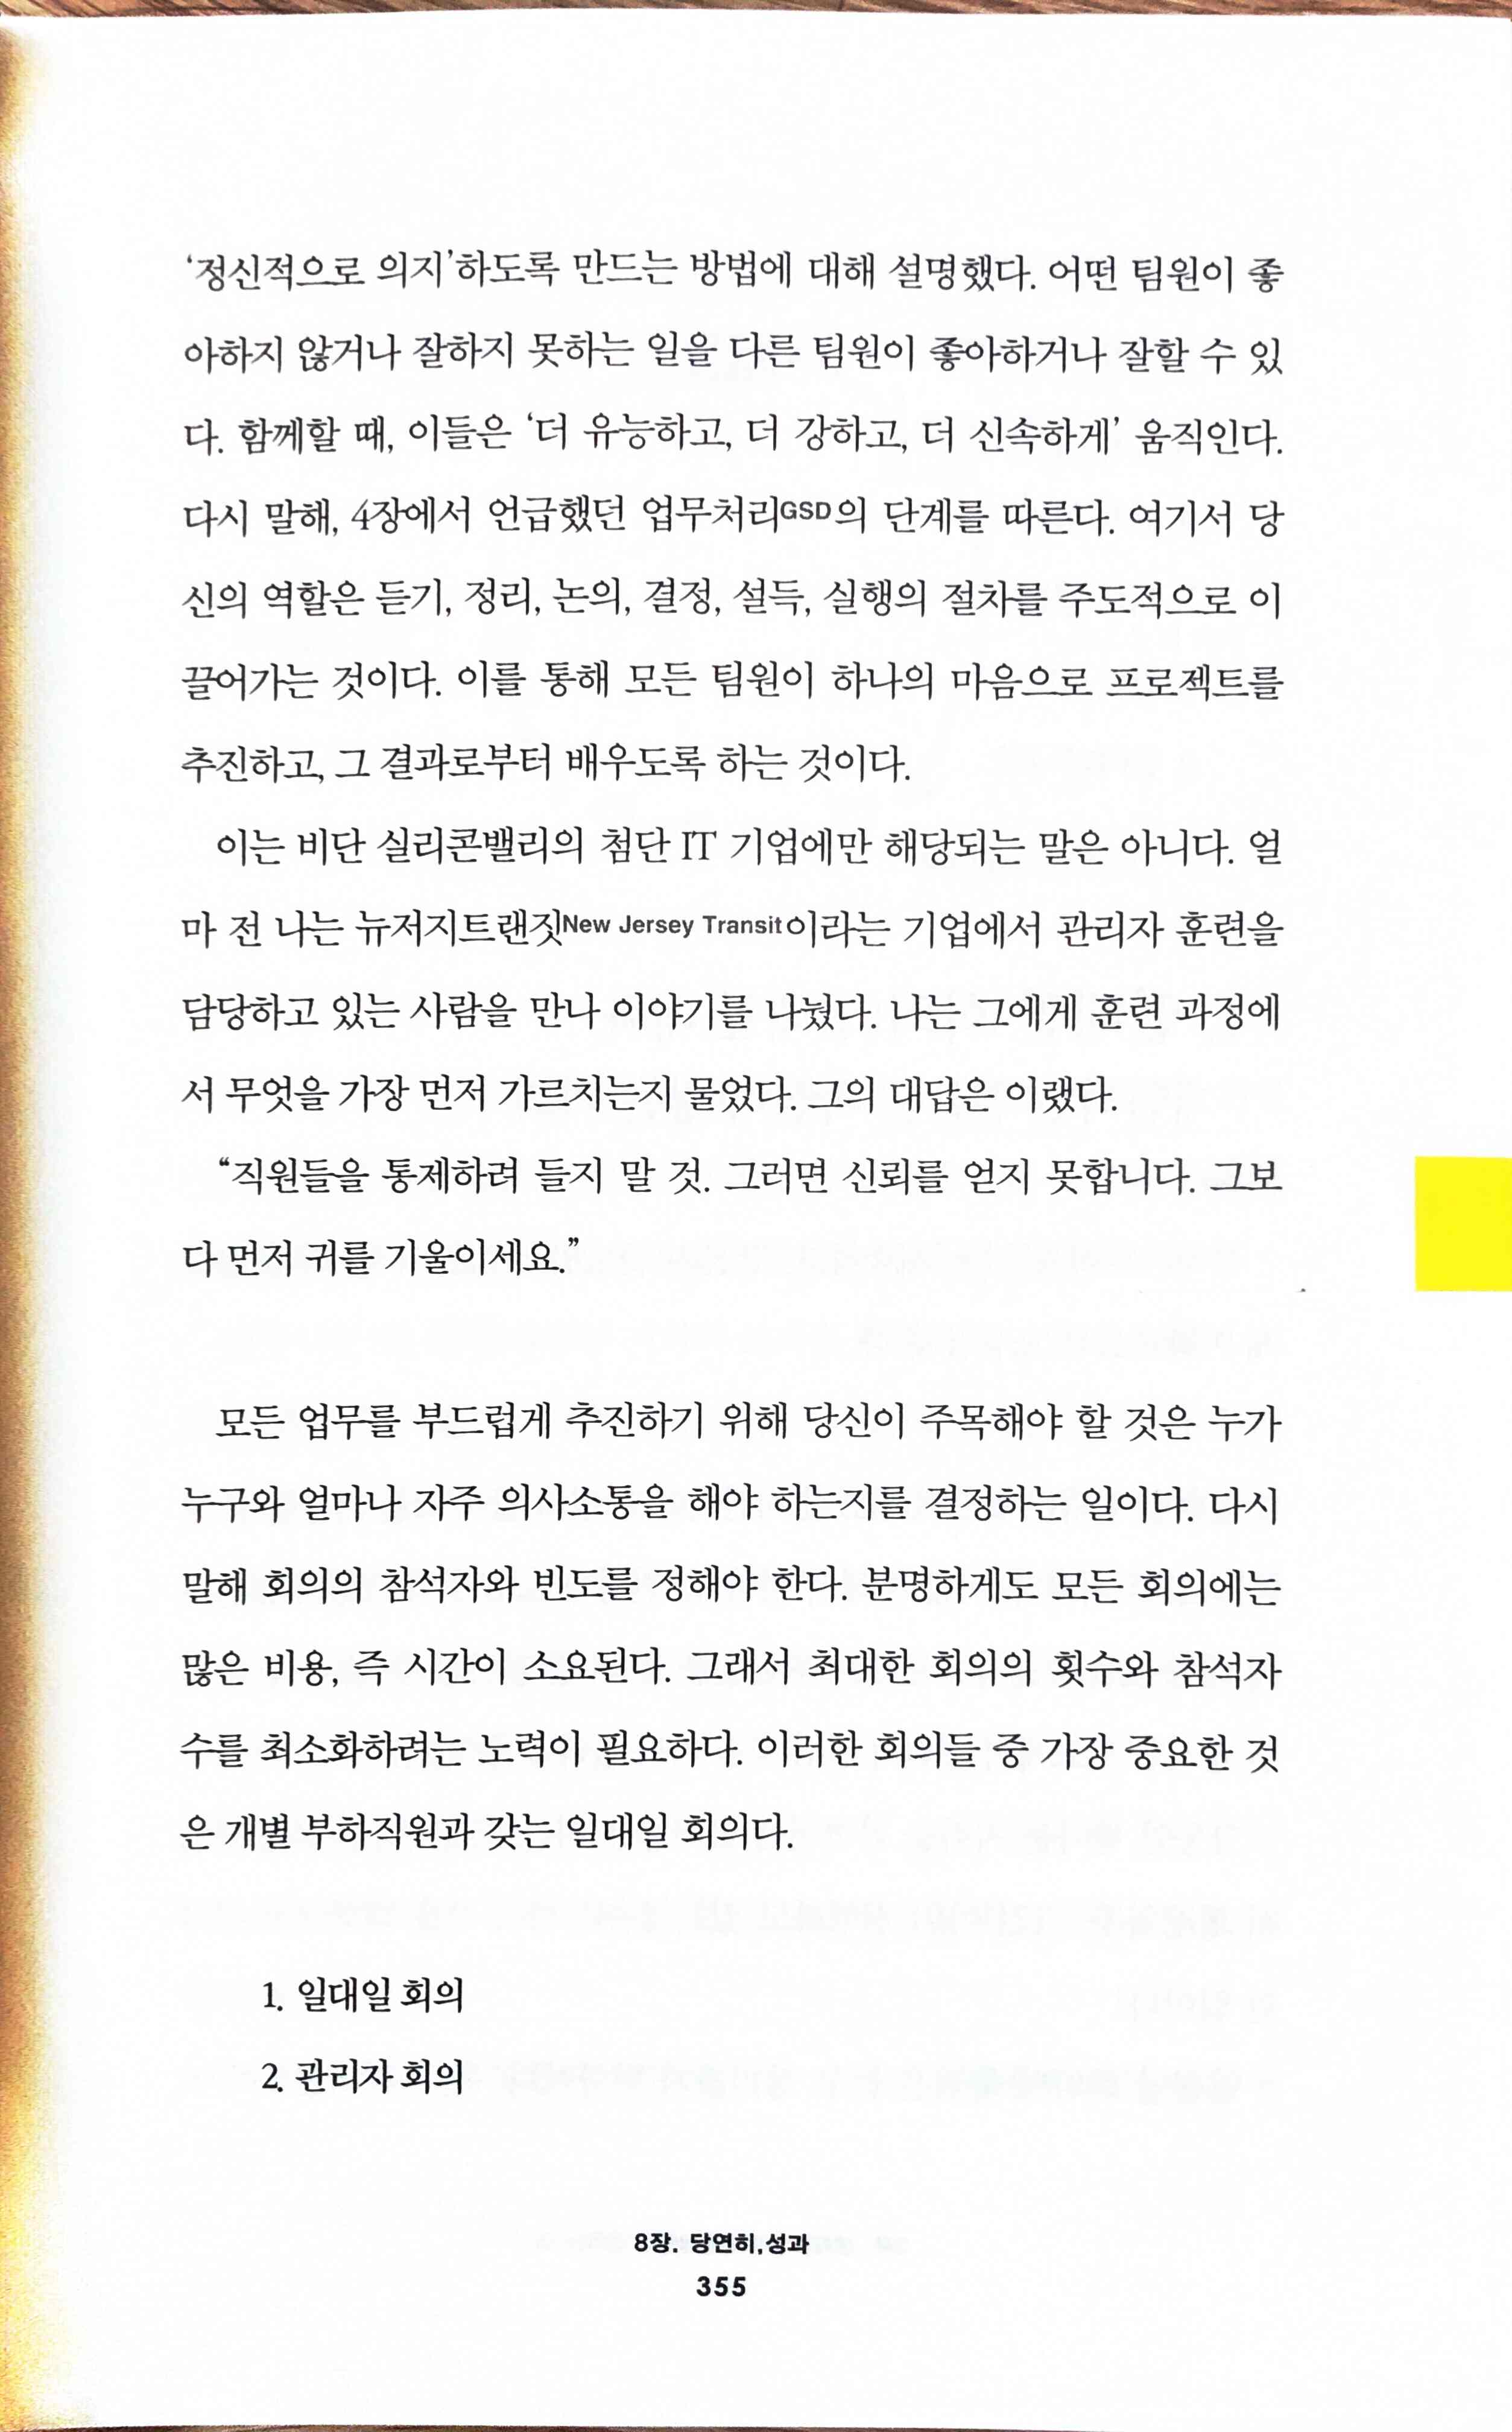 ‘정신적으로 의지’하도록 만드는 방법에 대해 설명했다. 어떤 팀원이 좋
아하지 않거나 잘하지 못하는 일을 다른 팀원이 좋아하거나 잘할 수 있
다. 함께할 때, 이들은 ‘더 유능하고, 더 강하고, 더 신속하게’ 움직인다.
다시 말해, 4장에서 언급했던 업무처리GSD의 단계를 따른다. 여기서 당
신의 역할은 듣기, 정리, 논의, 결정, 설득, 실행의 절차를 주도적으로 이
끌어가는 것이다. 이를 통해 모든 팀원이 하나의 마음으로 프로젝트를
추진하고, 그 결과로부터 배우도록 하는 것이다.
이는 비단 실리콘밸리의 첨단 IT 기업에만 해당되는 말은 아니다. 얼
마 전 나는 뉴저지트랜짓New Jersey Transit이라는 기업에서 관리자 훈련을
담당하고 있는 사람을 만나 이야기를 나눴다. 나는 그에게 훈련 과정에
서 무엇을 가장 먼저 가르치는지 물었다. 그의 대답은 이랬다.
“직원들을 통제하려 들지 말 것. 그러면 신뢰를 얻지 못합니다. 그보
다 먼저 귀를 기울이세요.”
모든 업무를 부드럽게 추진하기 위해 당신이 주목해야 할 것은 누가
누구와 얼마나 자주 의사소통을 해야 하는지를 결정하는 일이다. 다시
말해 회의의 참석자와 빈도를 정해야 한다. 분명하게도 모든 회의에는
많은 비용, 즉 시간이 소요된다. 그래서 최대한 회의의 횟수와 참석자
수를 최소화하려는 노력이 필요하다. 이러한 회의들 중 가장 중요한 것
은 개별 부하직원과 갖는 일대일 회의다.
1. 일대일 회의
2. 관리자 회의
8장. 당연히, 성과
355